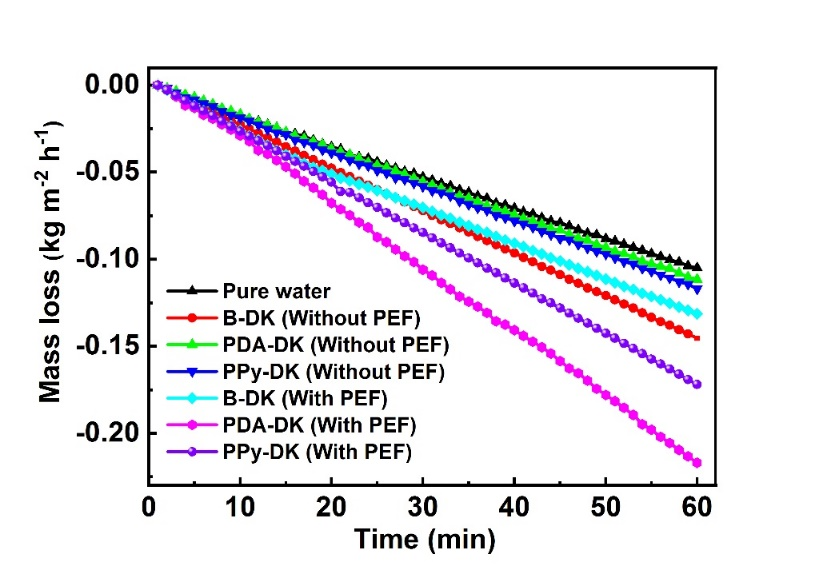 0.00
-0.05
-0.10
-0.15
-0.20
Mass loss (kg m⁻² h⁻¹)
Pure water
B-DK (Without PEF)
PDA-DK (Without PEF)
PPy-DK (Without PEF)
B-DK (With PEF)
PDA-DK (With PEF)
PPy-DK (With PEF)
0 10 20 30 40 50 60
Time (min)